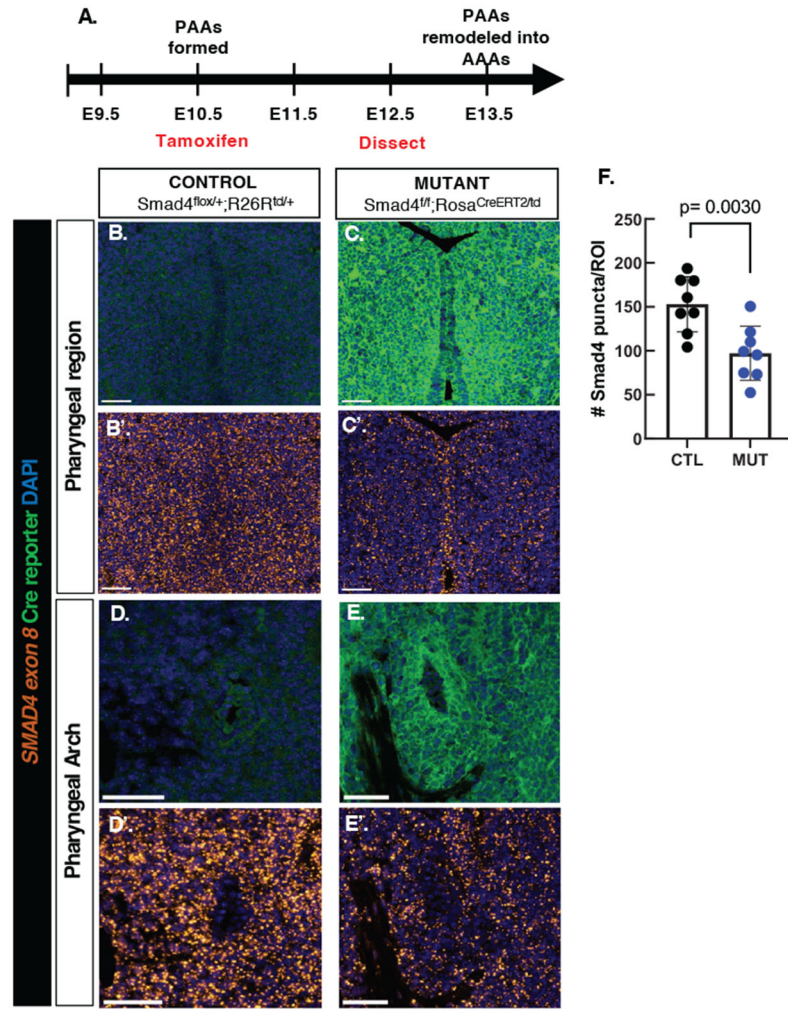 A.
PAAs
formed
PAAs
remodeled into
AAAs
E9.5
E10.5
E11.5
E12.5
E13.5
Tamoxifen
Dissect
CONTROL
Smad4flox/+;R26Rtd/+
MUTANT
Smad4f/f;RosaCreERT2/td
F.
p= 0.0030
# Smad4 puncta/ROI
250
200
150
100
50
0
CTL
MUT
SMAD4 exon 8 Cre reporter DAPI
Pharyngeal region
B.
C.
B'.
C'.
Pharyngeal Arch
D.
E.
D'.
E'.